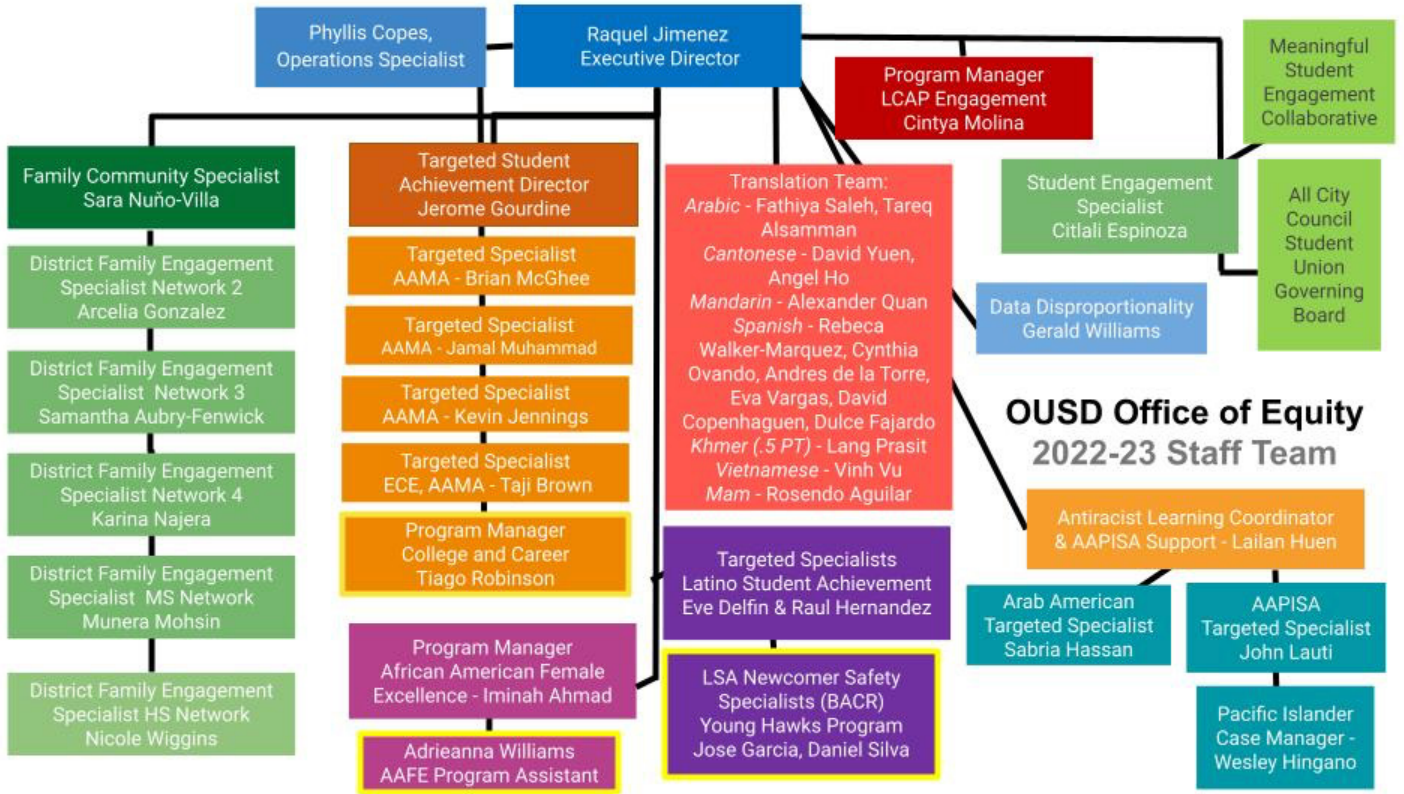 Phyllis Copes,
Operations Specialist
Raquel Jimenez
Executive Director
Program Manager
LCAP Engagement
Cintya Molina
Meaningful
Student
Engagement
Collaborative
Family Community Specialist
Sara Nuño-Villa
Targeted Student
Achievement Director
Jerome Gourdine
Translation Team:
Arabic - Fathiya Saleh, Tareq
Alsamman
Cantonese - David Yuen,
Angel Ho
Mandarin - Alexander Quan
Spanish - Rebeca
Walker-Marquez, Cynthia
Ovando, Andres de la Torre,
Eva Vargas, David
Copenhaguen, Dulce Fajardo
Khmer (.5 PT) - Lang Prasit
Vietnamese - Vinh Vu
Mam - Rosendo Aguilar
Student Engagement
Specialist
Citlali Espinoza
All City
Council
Student
Union
Governing
Board
District Family Engagement
Specialist Network 2
Arcelia Gonzalez
Targeted Specialist
AAMA - Brian McGhee
Data Disproportionality
Gerald Williams
Targeted Specialist
AAMA - Jamal Muhammad
District Family Engagement
Specialist Network 3
Samantha Aubry-Fenwick
Targeted Specialist
AAMA - Kevin Jennings
OUSD Office of Equity
2022-23 Staff Team
District Family Engagement
Specialist Network 4
Karina Najera
Targeted Specialist
ECE, AAMA - Taji Brown
Program Manager
College and Career
Tiago Robinson
Antiracist Learning Coordinator
& AAPISA Support - Lailan Huen
District Family Engagement
Specialist MS Network
Munera Mohsin
Targeted Specialists
Latino Student Achievement
Eve Delfin & Raul Hernandez
Arab American
Targeted Specialist
Sabria Hassan
AAPISA
Targeted Specialist
John Lauti
Program Manager
African American Female
Excellence - Iminah Ahmad
District Family Engagement
Specialist HS Network
Nicole Wiggins
LSA Newcomer Safety
Specialists (BACR)
Young Hawks Program
Jose Garcia, Daniel Silva
Pacific Islander
Case Manager -
Wesley Hingano
Adrieanna Williams
AAFE Program Assistant